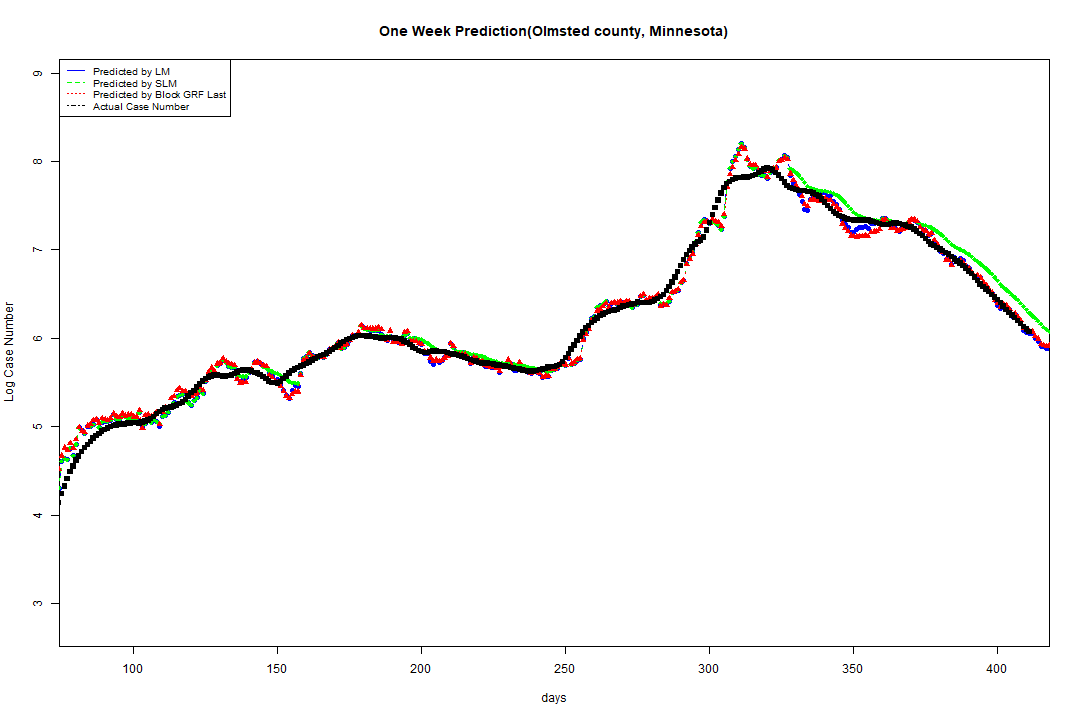 One Week Prediction(Olmsted county, Minnesota)
Predicted by LM
Predicted by SLM
Predicted by Block GRF Last
Actual Case Number
Log Case Number
9
8
7
6
5
4
3
100 150 200 250 300 350 400
days